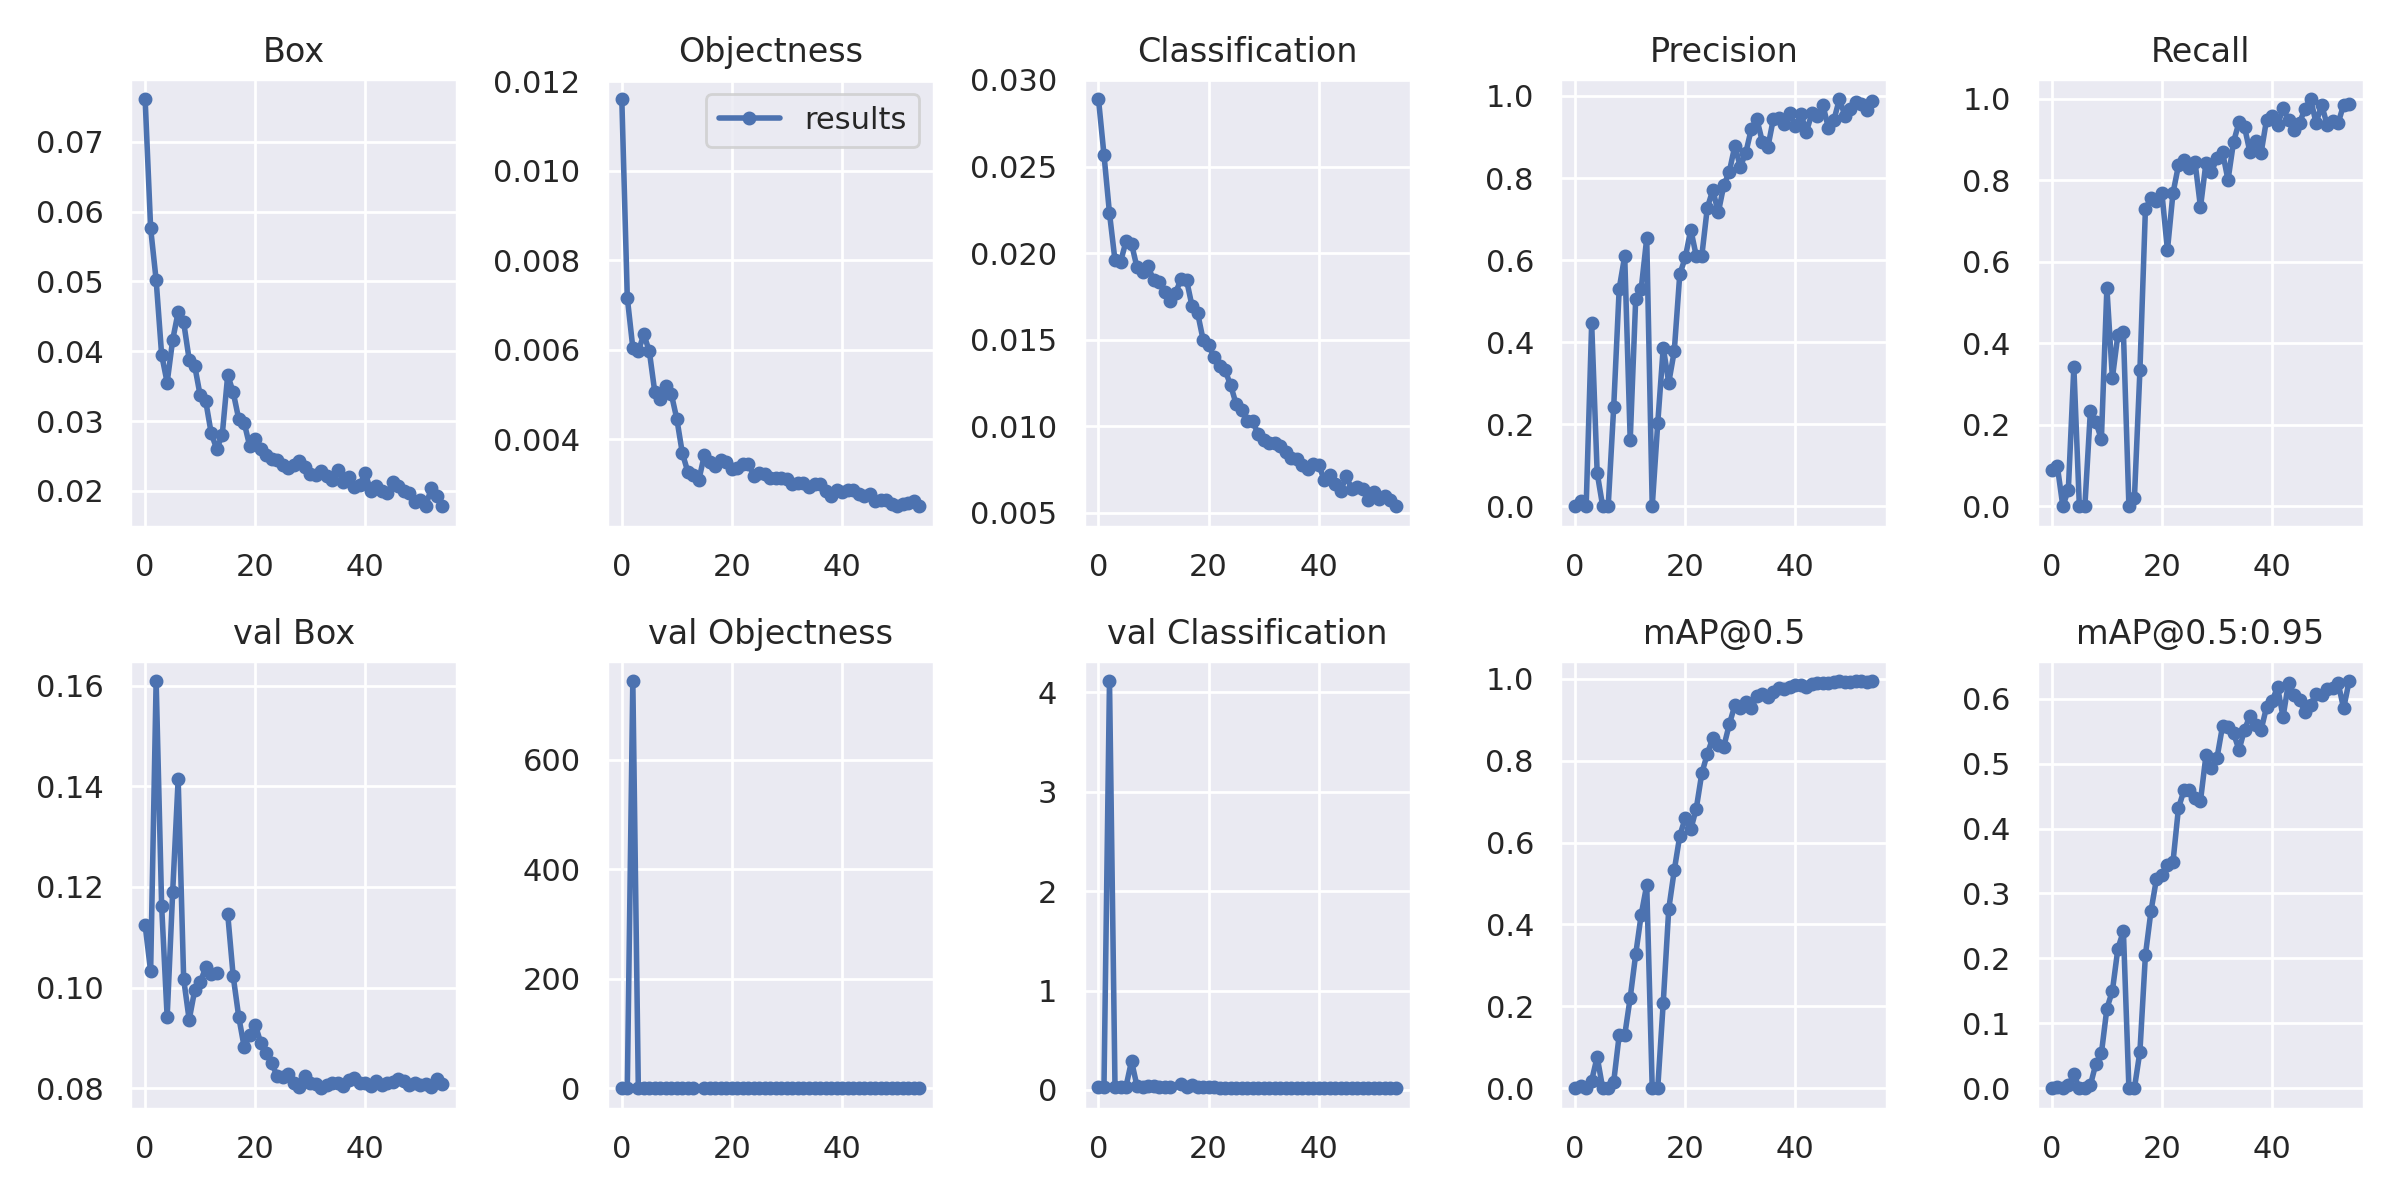 Box
0.07
0.06
0.05
0.04
0.03
0.02
0 20 40
Objectness
results
0.012
0.010
0.008
0.006
0.004
0 20 40
Classification
0.030
0.025
0.020
0.015
0.010
0.005
0 20 40
Precision
1.0
0.8
0.6
0.4
0.2
0.0
0 20 40
Recall
1.0
0.8
0.6
0.4
0.2
0.0
0 20 40
val Box
0.16
0.14
0.12
0.10
0.08
0 20 40
val Objectness
600
400
200
0
0 20 40
val Classification
4
3
2
1
0
0 20 40
mAP@0.5
1.0
0.8
0.6
0.4
0.2
0.0
0 20 40
mAP@0.5:0.95
0.6
0.5
0.4
0.3
0.2
0.1
0.0
0 20 40